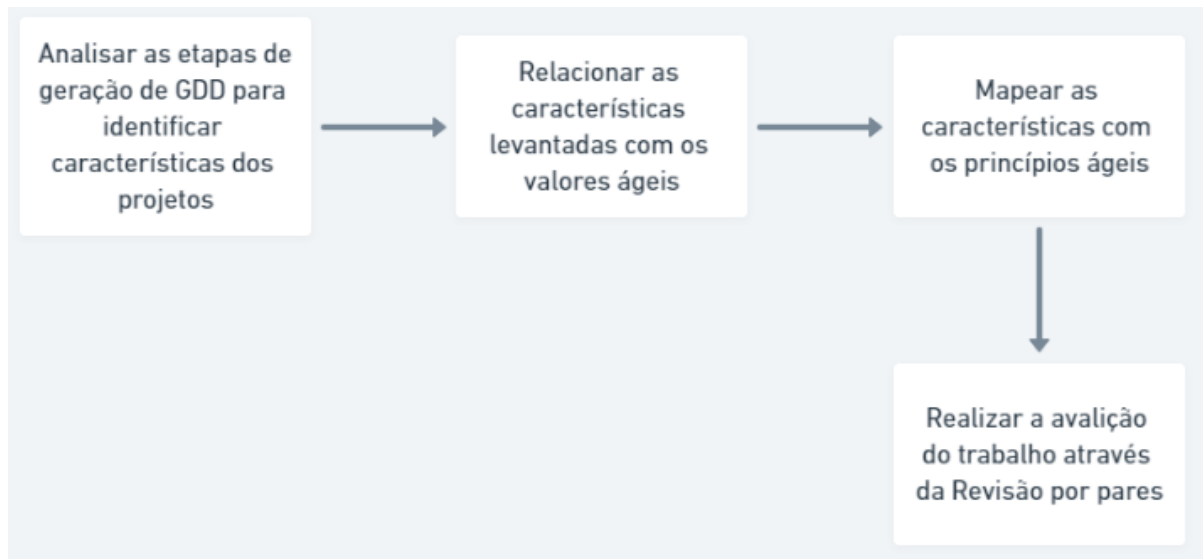 Analisar as etapas de
geração de GDD para
identificar
características dos
projetos
Relacionar as
características
levantadas com os
valores ágeis
Mapear as
características com
os princípios ágeis
Realizar a avalição
do trabalho através
da Revisão por pares